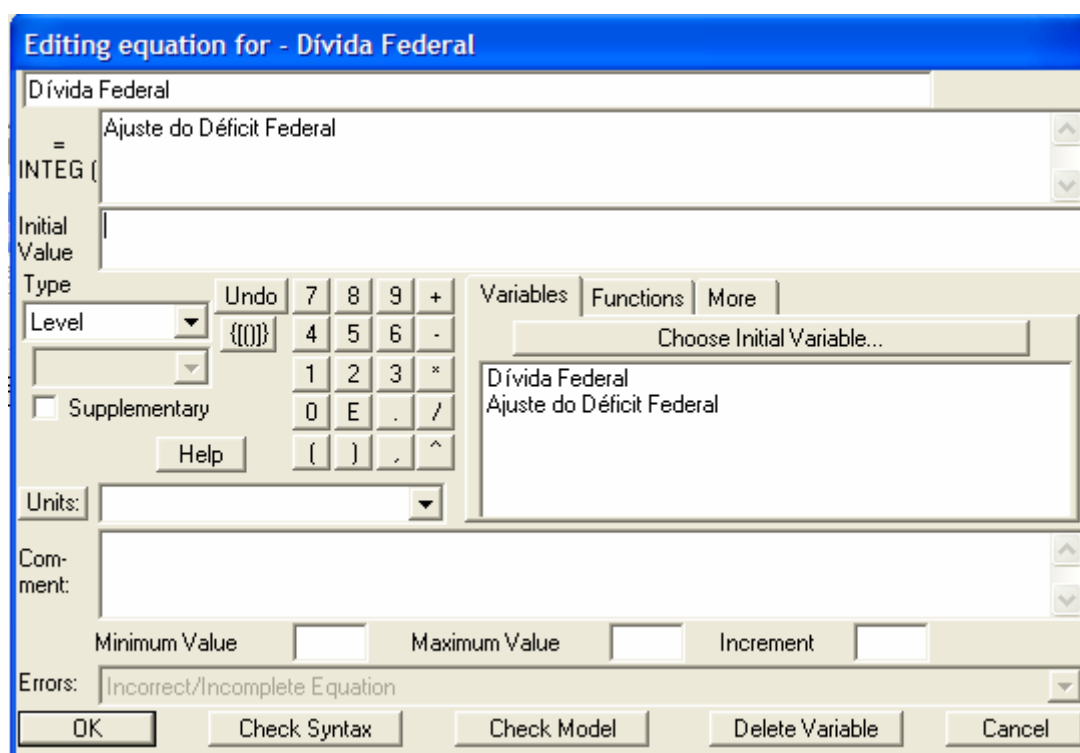 Editing equation for - Dívida Federal
Dívida Federal
= INTEG (
Ajuste do Déficit Federal
Initial Value
Type
Level
Undo 7 8 9 +
{[()]} 4 5 6 -
1 2 3 *
0 E . /
( ) , ^
Supplementary
Help
Variables Functions More
Choose Initial Variable...
Dívida Federal
Ajuste do Déficit Federal
Units:
Com-
ment:
Minimum Value Maximum Value Increment
Errors: Incorrect/Incomplete Equation
OK Check Syntax Check Model Delete Variable Cancel